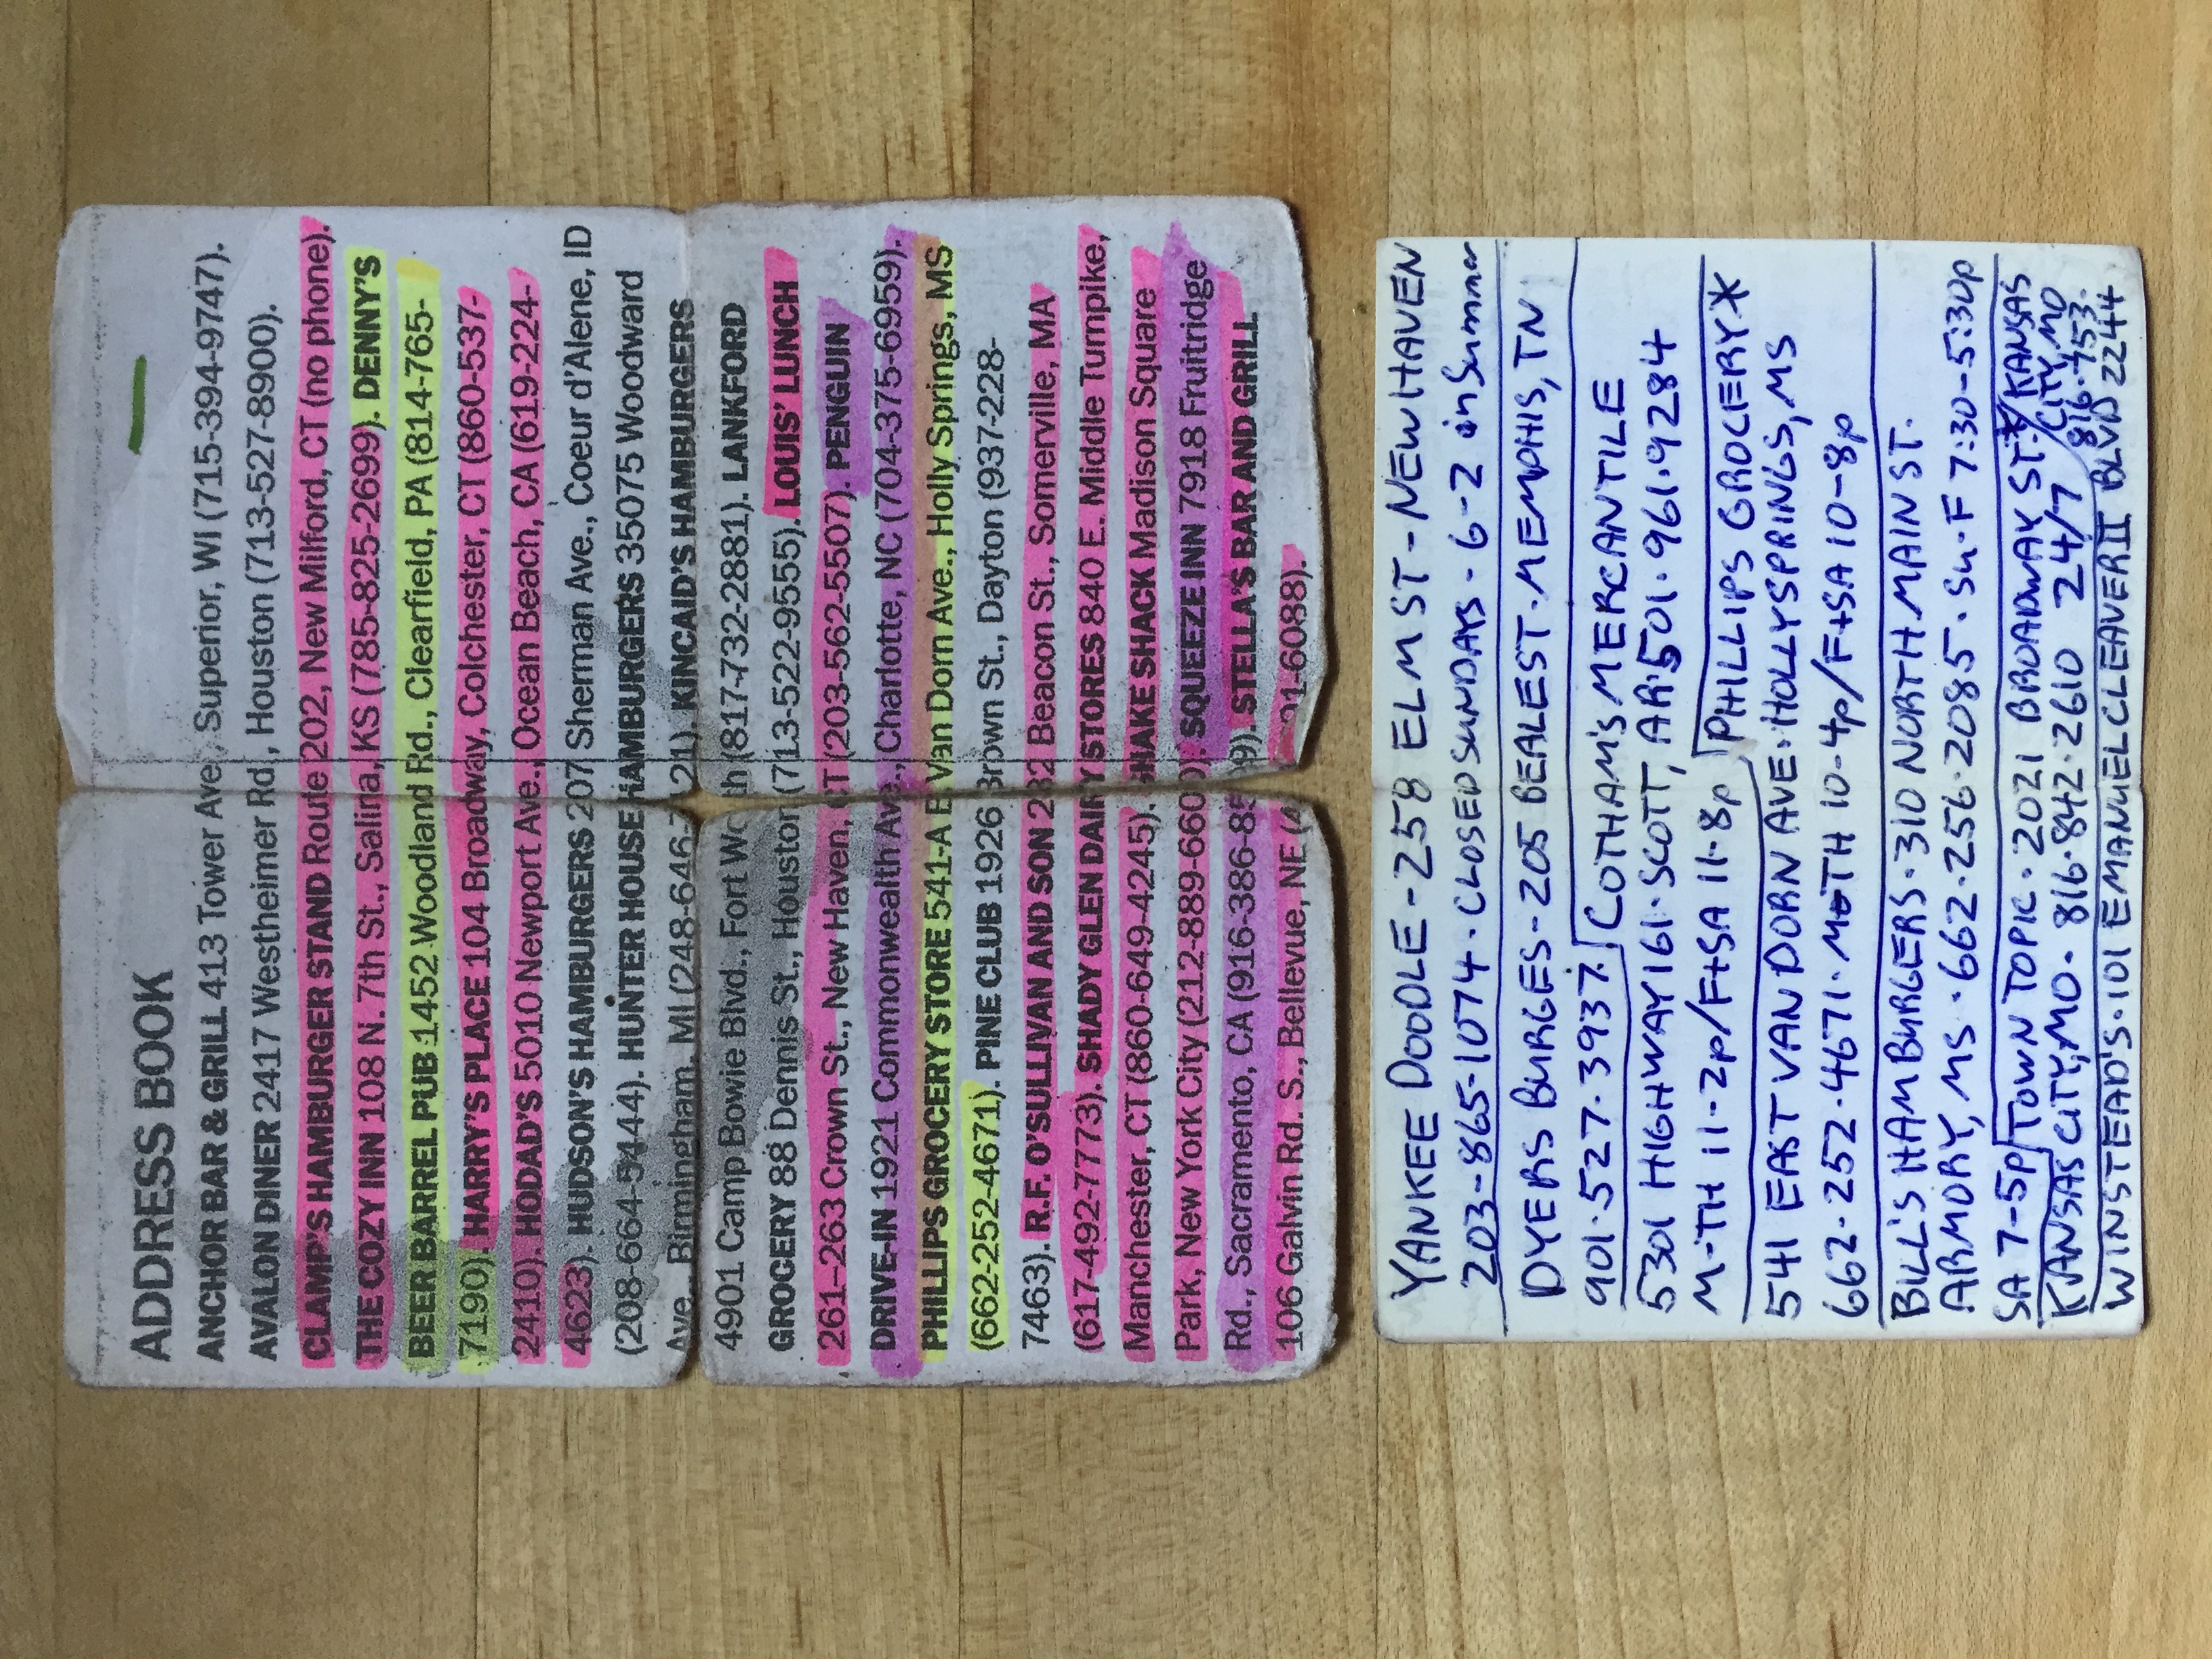 ADDRESS BOOK
ANCHOR BAR & GRILL 413 Tower Ave., Superior, WI (715-394-9747).
AVALON DINER 2417 Westheimer Rd., Houston (713-527-8900).
CLAMP'S HAMBURGER STAND Route 202, New Milford, CT (no phone).
THE COZY INN 108 N. 7th St., Salina, KS (785-825-2699). DENNY'S
BEER BARREL PUB 1452 Woodland Rd., Clearfield, PA (814-765-
7190). HARRY'S PLACE 104 Broadway, Colchester, CT (860-537-
2410). HODAD'S 5010 Newport Ave., Ocean Beach, CA (619-224-
4623). HUDSON'S HAMBURGERS 207 Sherman Ave., Coeur d'Alene, ID
(208-664-5444). HUNTER HOUSE HAMBURGERS 35075 Woodward
Ave., Birmingham, MI (248-646-7121). KINCAID'S HAMBURGERS
4901 Camp Bowie Blvd., Fort Worth (817-732-2881). LANKFORD
GROCERY 88 Dennis St., Houston (713-522-9555). LOUIS' LUNCH
261–263 Crown St., New Haven, CT (203-562-5507). PENGUIN
DRIVE-IN 1921 Commonwealth Ave., Charlotte, NC (704-375-6959).
PHILLIPS GROCERY STORE 541-A E. Van Dorn Ave., Holly Springs, MS
(662-252-4671). PINE CLUB 1926 Brown St., Dayton (937-228-
7463). R.F. O'SULLIVAN AND SON 282 Beacon St., Somerville, MA
(617-492-7773). SHADY GLEN DAIRY STORES 840 E. Middle Turnpike,
Manchester, CT (860-649-4245). SHAKE SHACK Madison Square
Park, New York City (212-889-6600). SQUEEZE INN 7918 Fruitridge
Rd., Sacramento, CA STELLA'S BAR AND GRILL
106 Galvin Rd. S., Bellevue, NE
YANKEE DOODLE - 258 ELM ST - NEW HAVEN
203-865-1074 · CLOSED SUNDAYS - 6-2 in Summer
DYERS BURGES - 205 BEALE ST · MEMPHIS, TN
901·527·3937· COTHAM'S MERCANTILE
5301 HIGHWAY 161 · SCOTT, AR · 501·961·9284
M-TH 11-2p/F+SA 11-8p PHILLIPS GROCERY *
541 EAST VAN DORN AVE · HOLLY SPRINGS, MS
662·252·4671 · M-TH 10-4p/F+SA 10-8p
BILL'S HAMBURGERS · 310 NORTH MAIN ST.
ARMORY, MS · 662·256·2085 · Su-F 7:30-5:30p
SA 7-5p TOWN TOPIC · 2021 BROADWAY ST. */KANSAS
KANSAS CITY, MO · 816·842·2610 24/7 CITY, MO
816·753·
WINSTEAD'S · 101 EMANUEL CLEAVER II BLVD 2244